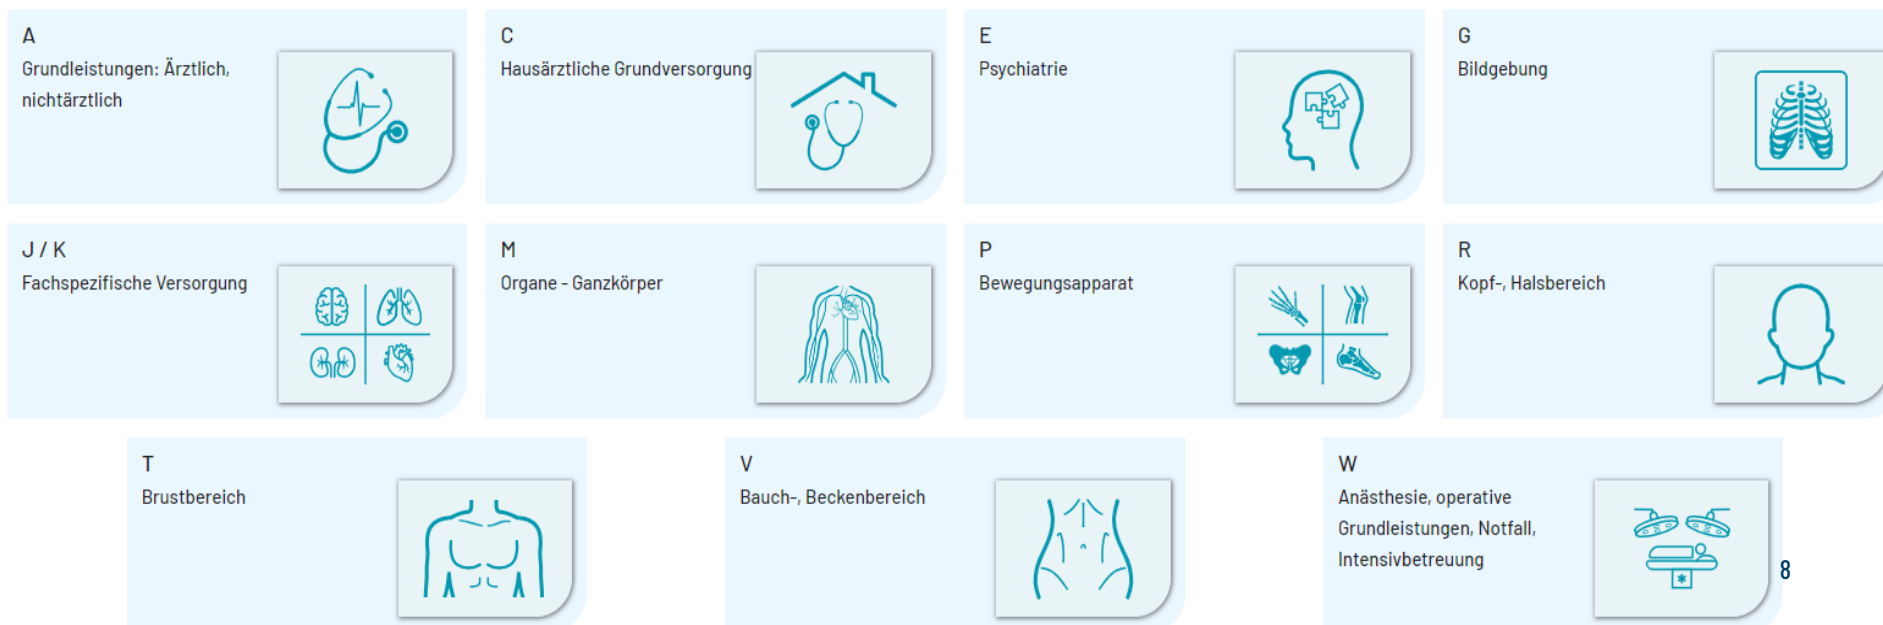 A
Grundleistungen: Ärztlich,
nichtärztlich
C
Hausärztliche Grundversorgung
E
Psychiatrie
G
Bildgebung
J / K
Fachspezifische Versorgung
M
Organe - Ganzkörper
P
Bewegungsapparat
R
Kopf-, Halsbereich
T
Brustbereich
V
Bauch-, Beckenbereich
W
Anästhesie, operative
Grundleistungen, Notfall,
Intensivbetreuung
8